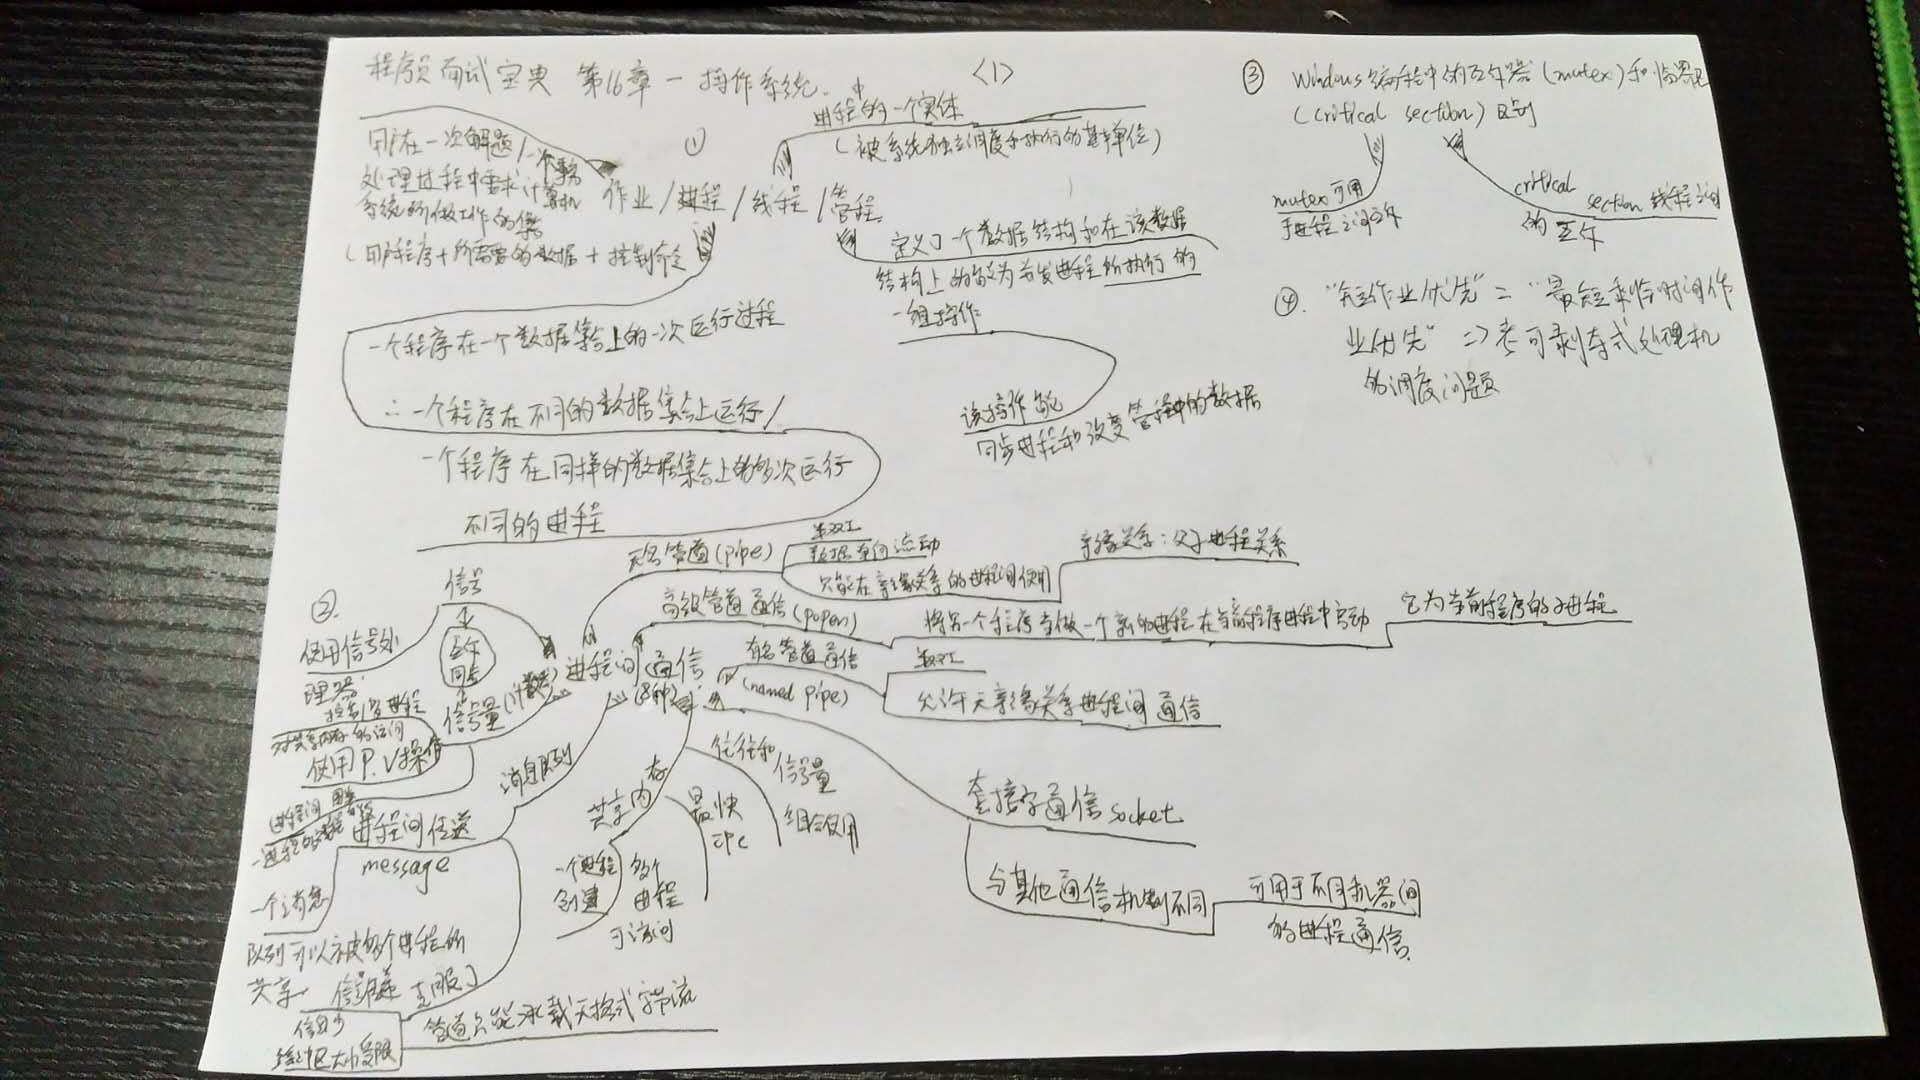 程序员面试宝典 第16章 - 操作系统.
<1>
①
作业/进程/线程/管程.
用户在一次解题/一个事务
处理过程中要求计算机
系统所做工作的集
(用户程序+所需要的数据+控制命令
进程的一个实体
(被系统独立调度和执行的基本单位)
定义了一个数据结构和在该数据
结构上的能为并发进程所执行的
一组操作
该操作能
同步进程和改变管程中的数据
一个程序在一个数据集合上的一次运行过程
∴一个程序在不同的数据集合上运行/
一个程序在同样的数据集合上的多次运行
不同的进程
②.
进程间通信
(8种)
无名管道(pipe)
半双工
数据单向流动
只能在亲缘关系的进程间使用
亲缘关系:父子进程关系
高级管道通信(popen)
将另一个程序当做一个新的进程在当前程序进程中启动
它为当前程序的子进程
有名管道通信
(named pipe)
半双工
允许无亲缘关系进程间通信
套接字通信 socket
与其他通信机制不同
可用于不同机器间
的进程通信.
共享内存
往往和
信号量
组合使用
最快
IPC
一个进程
创建
多个
进程
可访问
消息队列
进程间传送
message
一个消息
队列可以被多个进程所
共享.
克服了
信号
缓冲区大小受限
管道只能承载无格式字节流
信号
使用信号处
理器
互斥
同步
信号量(计数器)
控制多进程
对共享内存的访问
使用P.V操作
③ Windows编程中的互斥器(mutex)和临界区
(critical section)区别
mutex可用
于进程之间互斥
critical
section 线程之间
的互斥
④. "短作业优先" = "最短剩余时间作
业优先" => 考可剥夺式处理机
的调度问题